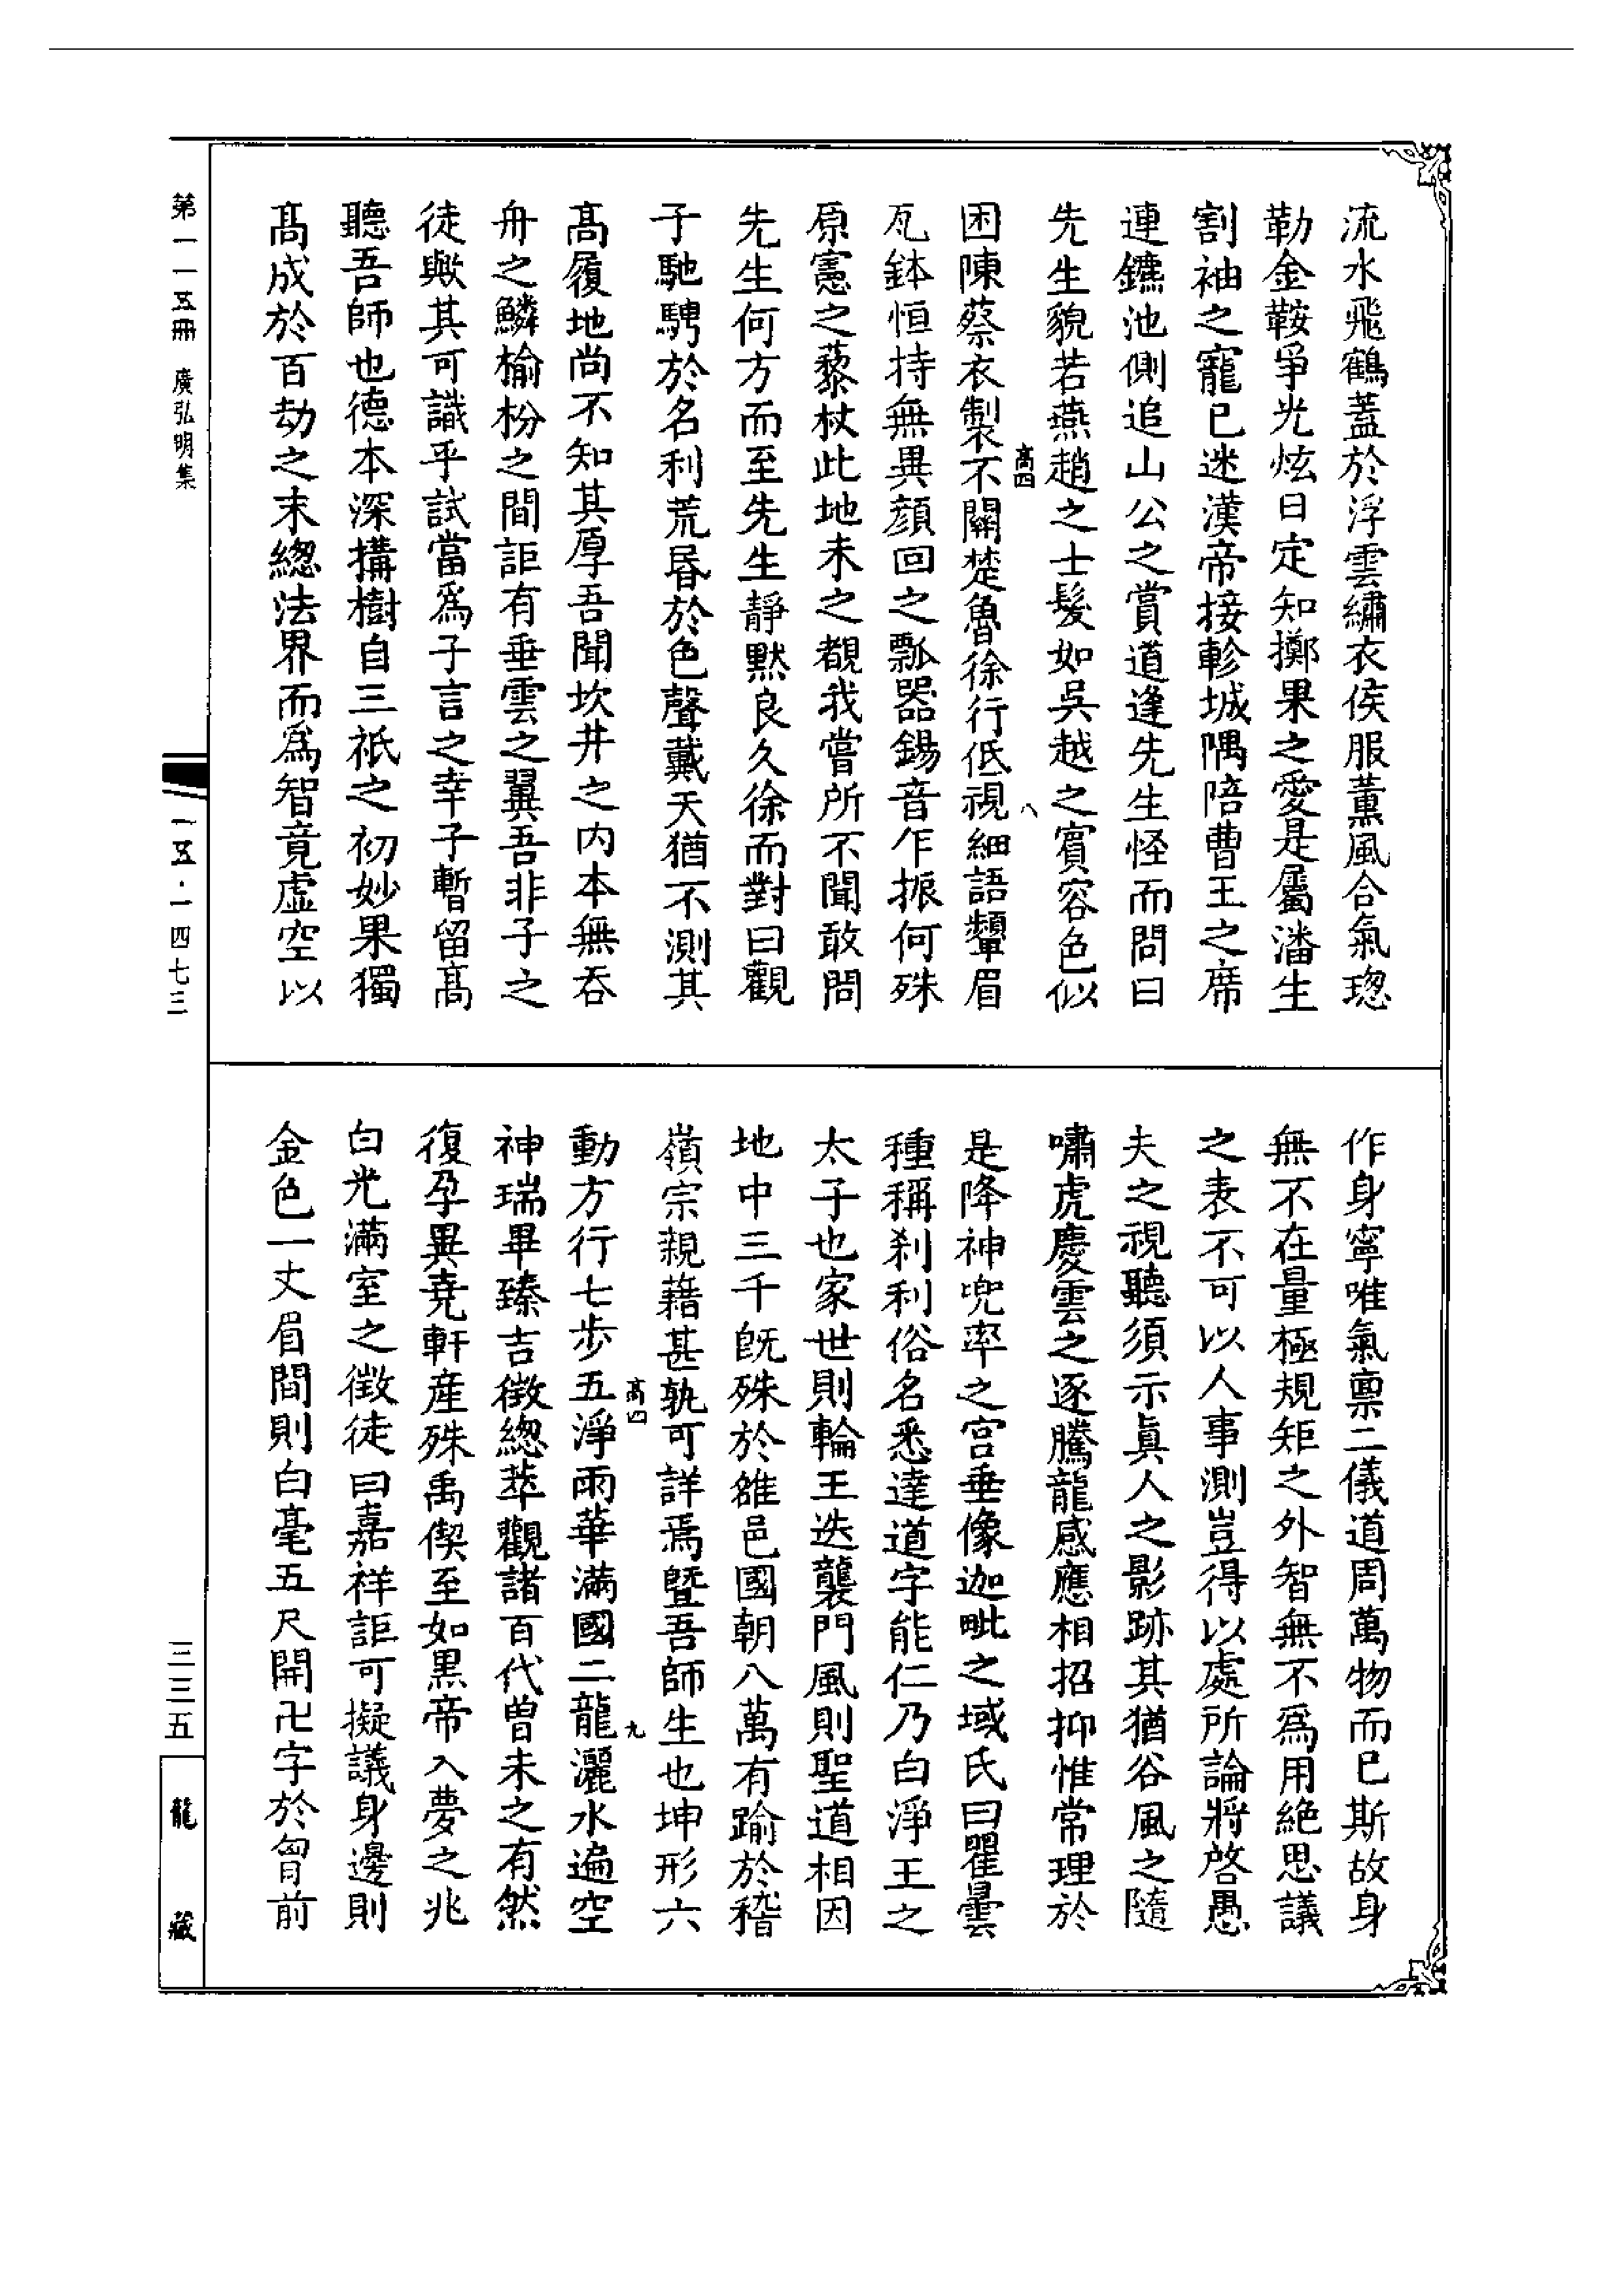 流水飛鶴蓋於浮雲繡衣侯服薰風合氣璁
勒金鞍爭光炫日定知擲果之愛是屬潘生
割袖之寵已迷漢帝接軫城隅陪曹王之席
連鑣池側追山公之賞道逢先生怪而問曰
先生貌若燕趙之士髮如吳越之賓容色似
困陳蔡衣製不關楚魯徐行低視細語顰眉
高四
八
瓦鉢恒持無異顏回之瓢器錫音乍振何殊
原憲之藜杖此地未之覩我嘗所不聞敢問
先生何方而至先生靜默良久徐而對曰觀
子馳騁於名利荒昏於色聲戴天猶不測其
高履地尚不知其厚吾聞坎井之内本無吞
舟之鱗榆枌之間詎有垂雲之翼吾非子之
徒歟其可識乎試當爲子言之幸子暫留高
聽吾師也德本深構樹自三祇之初妙果獨
高成於百劫之末緫法界而爲智竟虛空以
作身寧唯氣禀二儀道周萬物而已斯故身
無不在量極規矩之外智無不爲用絶思議
之表不可以人事測豈得以處所論將啓愚
夫之視聽須示眞人之影跡其猶谷風之隨
嘯虎慶雲之逐騰龍感應相招抑惟常理於
是降神兜率之宫垂像迦毗之域氏曰瞿曇
種稱刹利俗名悉達道字能仁乃白淨王之
太子也家世則輪王迭襲門風則聖道相因
地中三千旣殊於雒邑國朝八萬有踰於稽
嶺宗親藉甚孰可詳焉曁吾師生也坤形六
高四
九
動方行七步五淨雨華滿國二龍灑水遍空
神瑞畢臻吉徴緫萃觀諸百代曽未之有然
復孕異堯軒産殊禹偰至如黒帝入夢之兆
白光滿室之徴徒曰嘉祥詎可擬議身邊則
金色一丈眉間則白毫五尺開卍字於胷前
第一一五冊 廣弘明集
一五·一四七三
三三五
龍藏